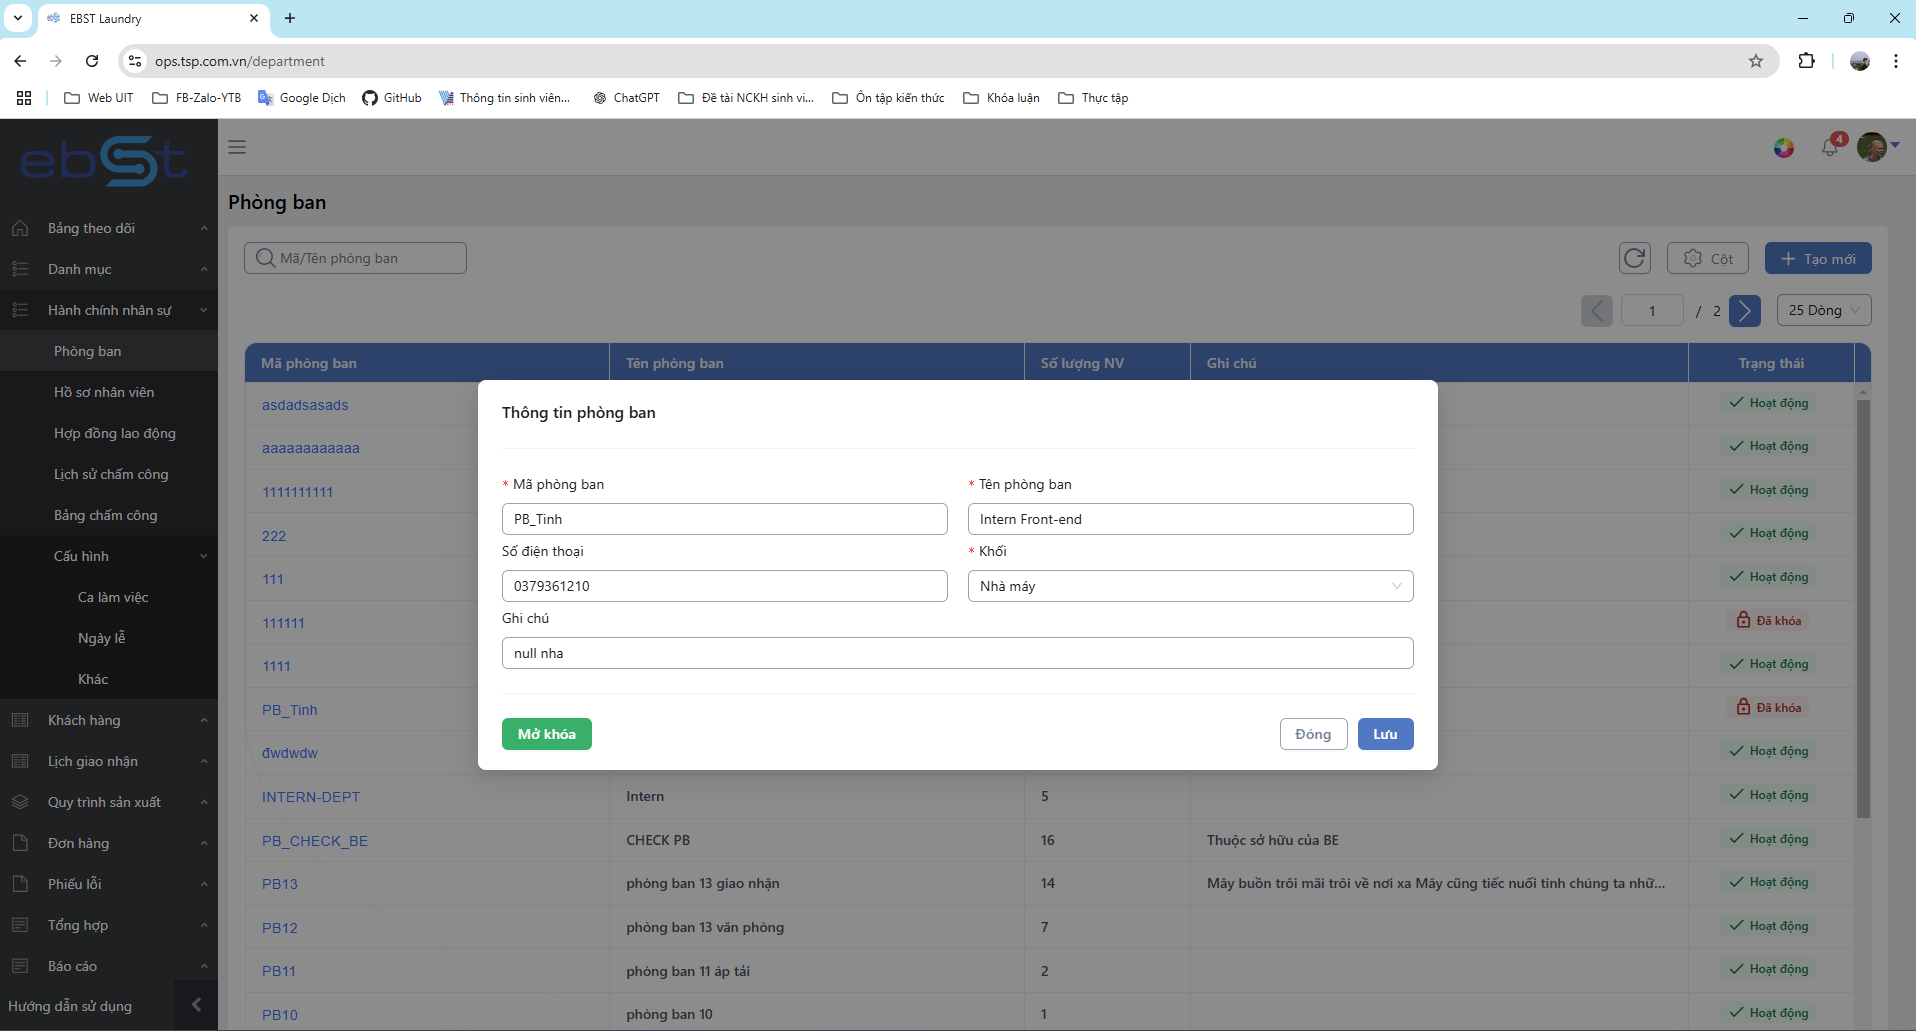 EBST Laundry
ops.tsp.com.vn/department
Web UIT
FB-Zalo-YTB
Google Dịch
GitHub
Thông tin sinh viên...
ChatGPT
Đề tài NCKH sinh vi...
Ôn tập kiến thức
Khóa luận
Thực tập
ebst
4
Phòng ban
Bảng theo dõi
Danh mục
Hành chính nhân sự
Phòng ban
Hồ sơ nhân viên
Hợp đồng lao động
Lịch sử chấm công
Bảng chấm công
Cấu hình
Ca làm việc
Ngày lễ
Khác
Khách hàng
Lịch giao nhận
Quy trình sản xuất
Đơn hàng
Phiếu lỗi
Tổng hợp
Báo cáo
Hướng dẫn sử dụng
Mã/Tên phòng ban
Cột
Tạo mới
1 / 2
25 Dòng
Mã phòng ban Tên phòng ban Số lượng NV Ghi chú Trạng thái
asdadsasads Hoạt động
aaaaaaaaaaaa Hoạt động
1111111111 Hoạt động
222 Hoạt động
111 Hoạt động
111111 Đã khóa
1111 Hoạt động
PB_Tinh Đã khóa
đwdwdw Hoạt động
INTERN-DEPT Intern 5 Hoạt động
PB_CHECK_BE CHECK PB 16 Thuộc sở hữu của BE Hoạt động
PB13 phòng ban 13 giao nhận 14 Mây buồn trôi mãi trôi về nơi xa Mây cũng tiếc nuối tình chúng ta nhữ... Hoạt động
PB12 phòng ban 13 văn phòng 7 Hoạt động
PB11 phòng ban 11 áp tải 2 Hoạt động
PB10 phòng ban 10 1 Hoạt động
Thông tin phòng ban
* Mã phòng ban
PB_Tinh
* Tên phòng ban
Intern Front-end
Số điện thoại
0379361210
* Khối
Nhà máy
Ghi chú
null nha
Mở khóa
Đóng
Lưu